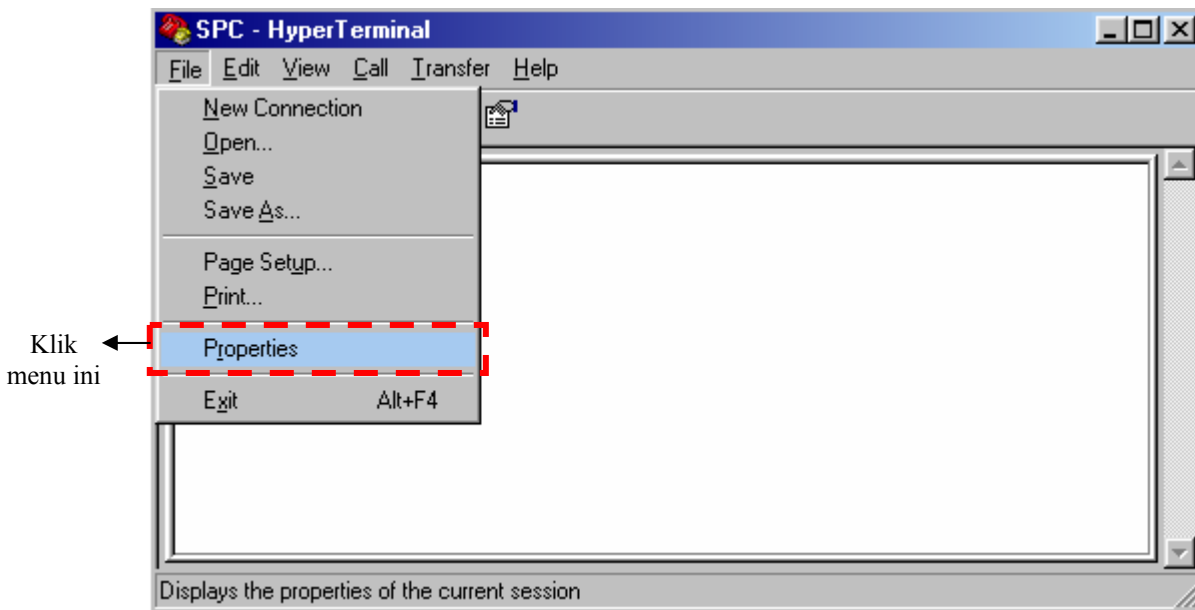 SPC - HyperTerminal
File Edit View Call Transfer Help
New Connection
Open...
Save
Save As...
Page Setup...
Print...
Klik
menu ini
Properties
Exit Alt+F4
Displays the properties of the current session